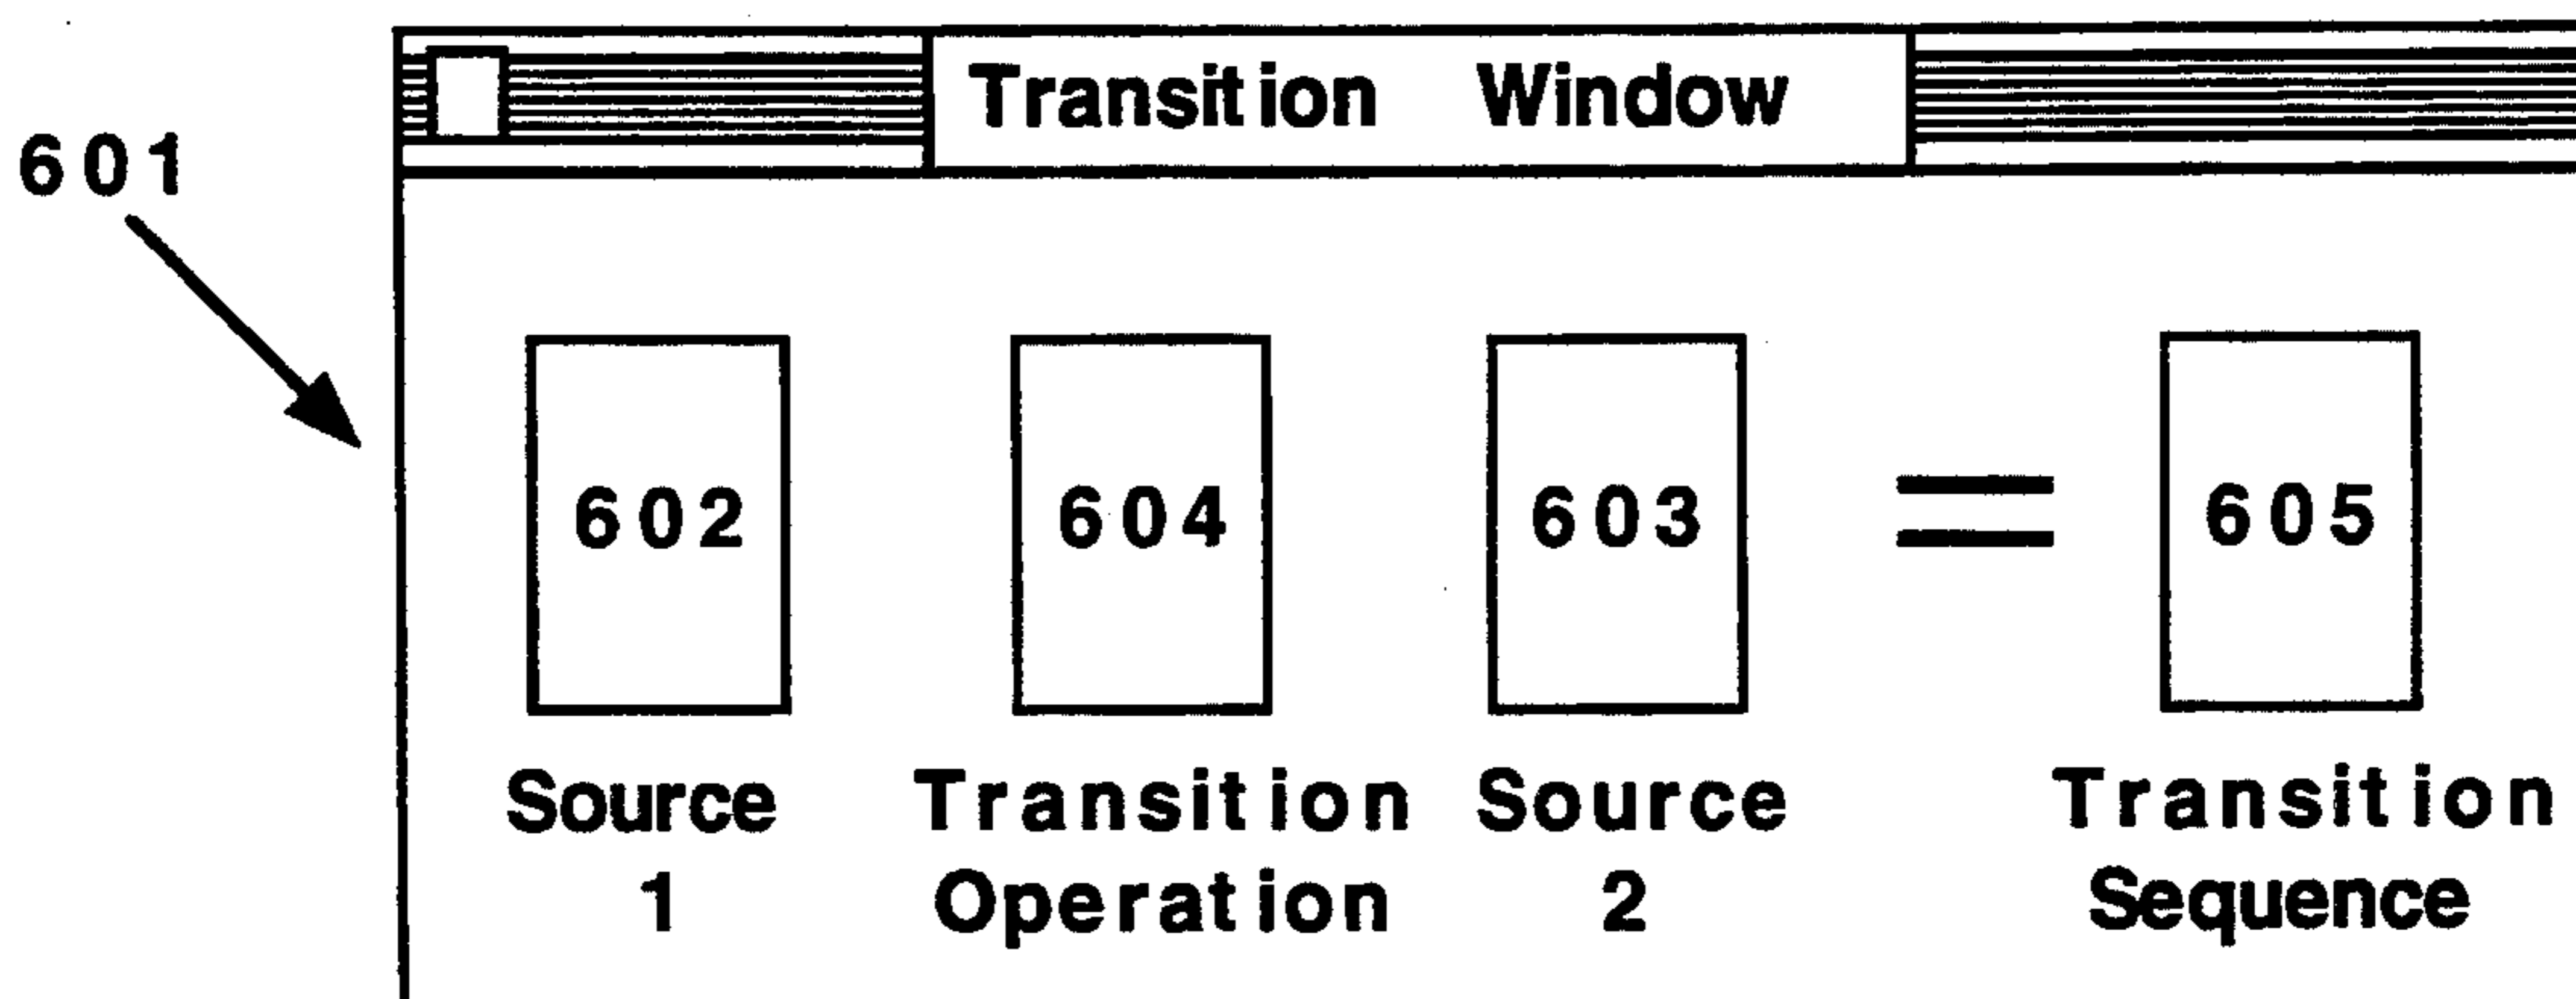 Transition Window
601
602 604 603 = 605
Source Transition Source Transition
1 Operation 2 Sequence